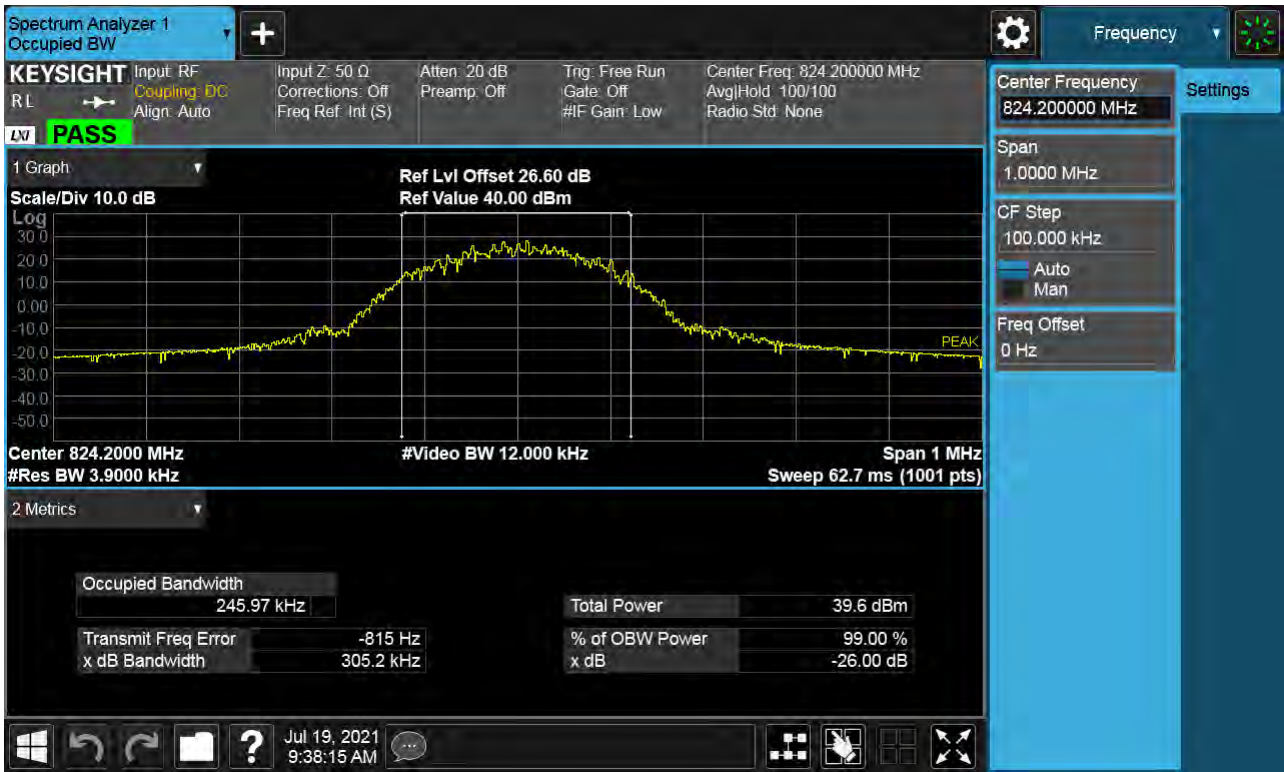 Spectrum Analyzer 1
Occupied BW
+
Frequency
KEYSIGHT
Input: RF
Input Z: 50 Ω
Atten: 20 dB
Trig: Free Run
Center Freq: 824.200000 MHz
RL
Coupling: DC
Corrections: Off
Preamp: Off
Gate: Off
Avg|Hold: 100/100
Align: Auto
Freq Ref: Int (S)
#IF Gain: Low
Radio Std: None
LXI
PASS
Center Frequency
824.200000 MHz
Settings
Span
1.0000 MHz
CF Step
100.000 kHz
Auto
Man
Freq Offset
0 Hz
1 Graph
Ref Lvl Offset 26.60 dB
Scale/Div 10.0 dB
Ref Value 40.00 dBm
Log
30.0
20.0
10.0
0.00
-10.0
-20.0
-30.0
-40.0
-50.0
PEAK
Center 824.2000 MHz
#Video BW 12.000 kHz
Span 1 MHz
#Res BW 3.9000 kHz
Sweep 62.7 ms (1001 pts)
2 Metrics
Occupied Bandwidth
245.97 kHz
Total Power
39.6 dBm
Transmit Freq Error
-815 Hz
% of OBW Power
99.00 %
x dB Bandwidth
305.2 kHz
x dB
-26.00 dB
?
Jul 19, 2021
9:38:15 AM